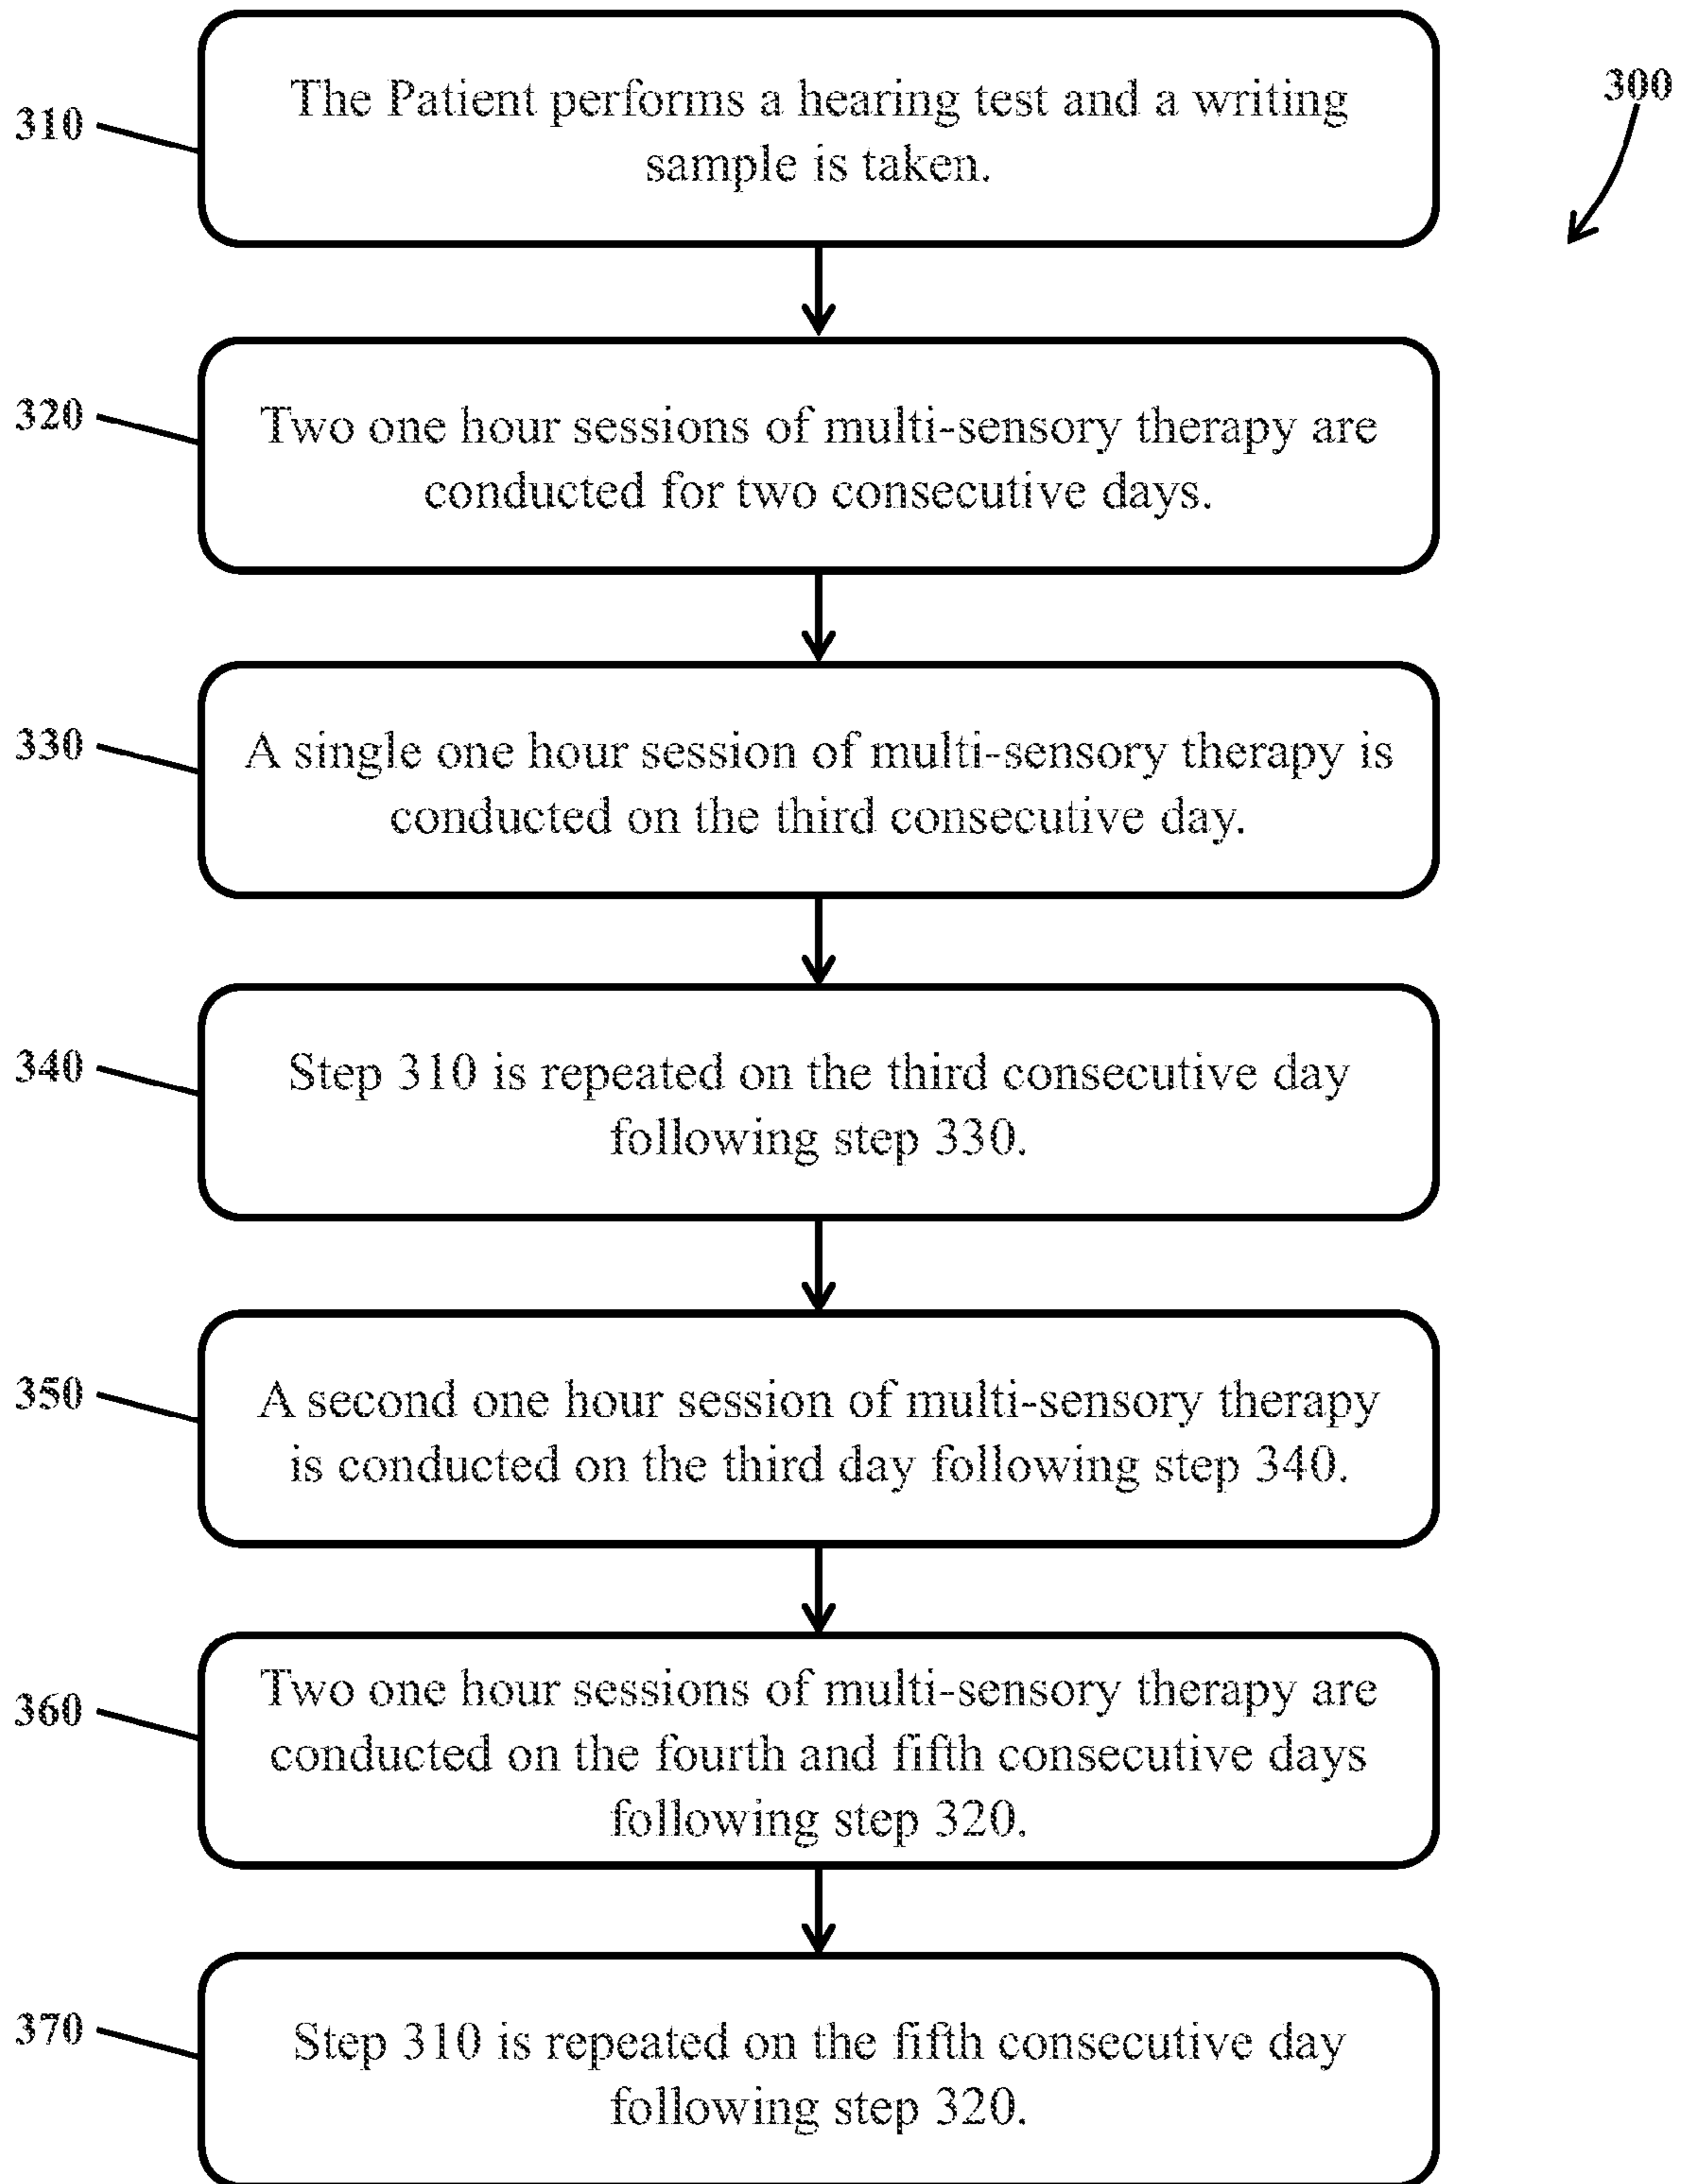 300
310
The Patient performs a hearing test and a writing
sample is taken.
320
Two one hour sessions of multi-sensory therapy are
conducted for two consecutive days.
330
A single one hour session of multi-sensory therapy is
conducted on the third consecutive day.
340
Step 310 is repeated on the third consecutive day
following step 330.
350
A second one hour session of multi-sensory therapy
is conducted on the third day following step 340.
360
Two one hour sessions of multi-sensory therapy are
conducted on the fourth and fifth consecutive days
following step 320.
370
Step 310 is repeated on the fifth consecutive day
following step 320.